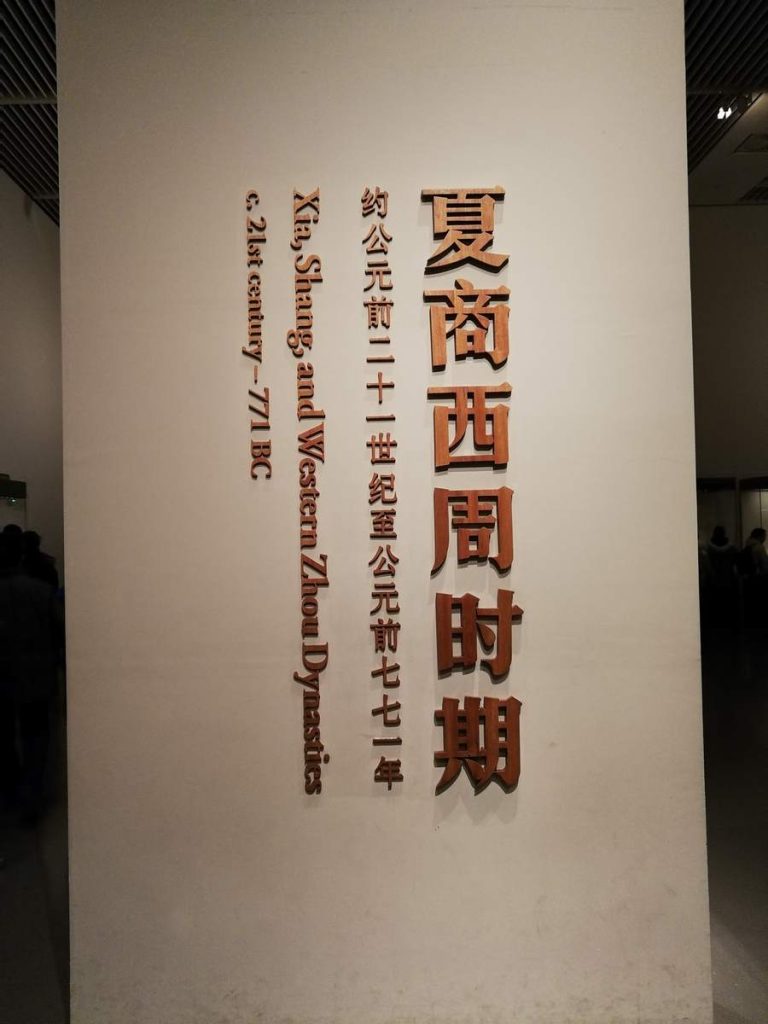 夏商西周时期
约公元前二十一世纪至公元前七七一年
Xia, Shang, and Western Zhou Dynasties
c. 21st century – 771 BC